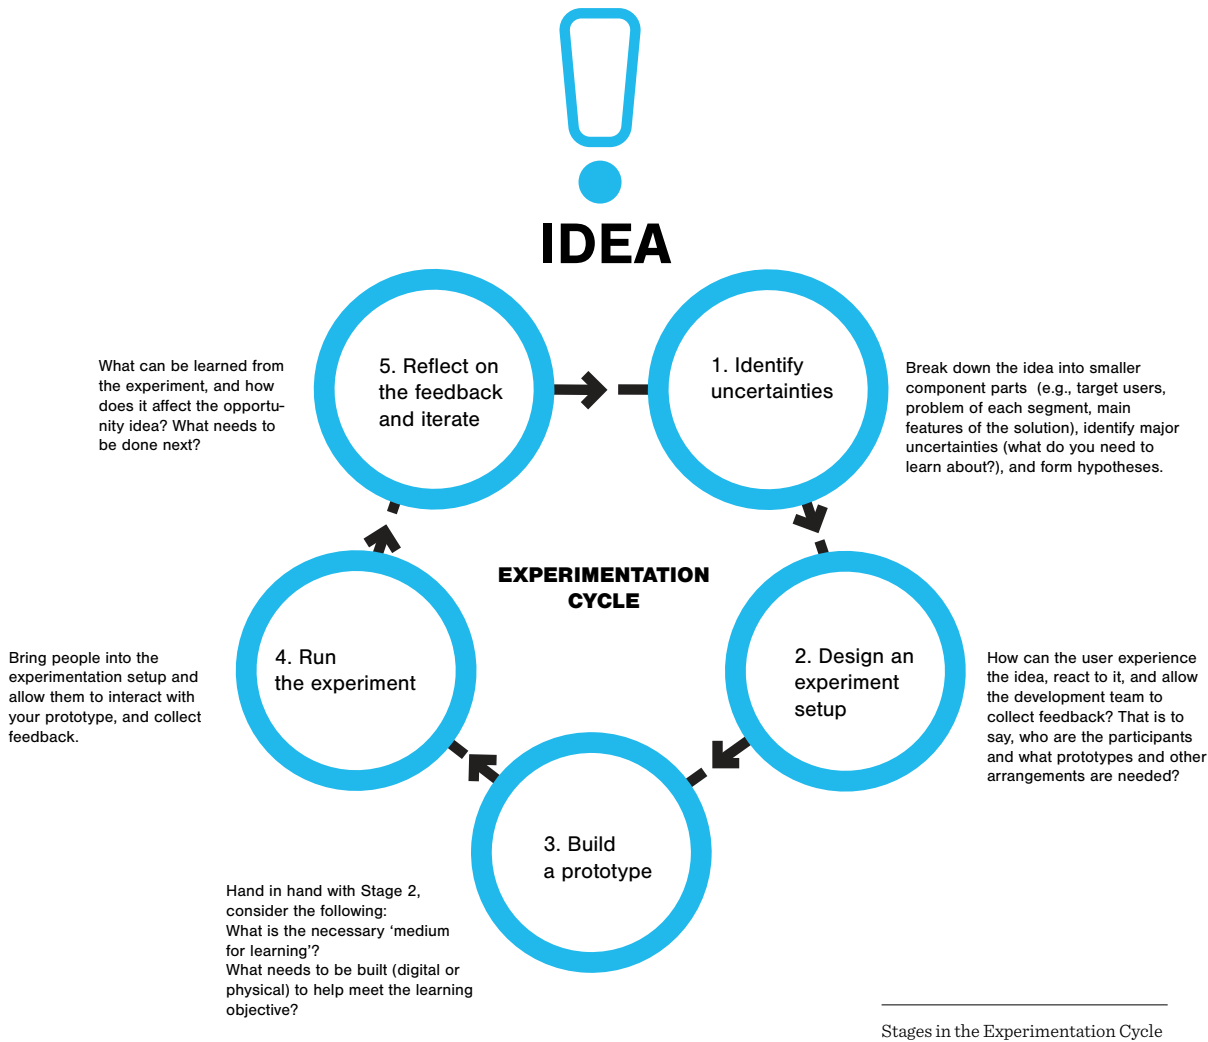 IDEA
1. Identify
uncertainties
Break down the idea into smaller
component parts  (e.g., target users,
problem of each segment, main
features of the solution), identify major
uncertainties (what do you need to
learn about?), and form hypotheses.
2. Design an
experiment
setup
How can the user experience
the idea, react to it, and allow
the development team to
collect feedback? That is to
say, who are the participants
and what prototypes and other
arrangements are needed?
3. Build
a prototype
Hand in hand with Stage 2,
consider the following:
What is the necessary ‘medium
for learning’?
What needs to be built (digital or
physical) to help meet the learning
objective?
4. Run
the experiment
Bring people into the
experimentation setup and
allow them to interact with
your prototype, and collect
feedback.
5. Reflect on
the feedback
and iterate
What can be learned from
the experiment, and how
does it affect the opportu-
nity idea? What needs to
be done next?
EXPERIMENTATION
CYCLE
Stages in the Experimentation Cycle